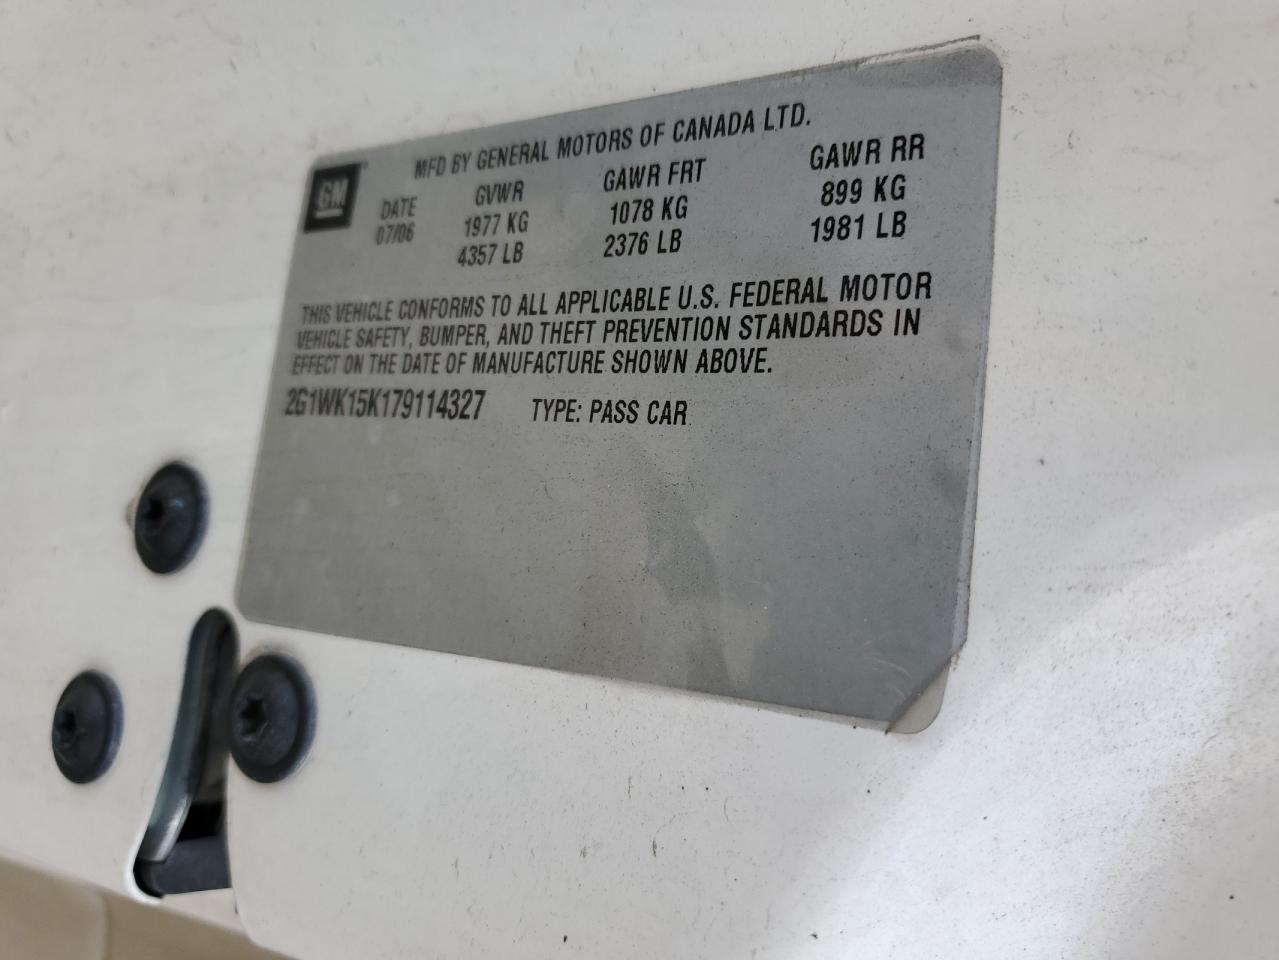 GM
MFD BY GENERAL MOTORS OF CANADA LTD.
DATE GVWR GAWR FRT GAWR RR
07/06 1977 KG 1078 KG 899 KG
4357 LB 2376 LB 1981 LB
THIS VEHICLE CONFORMS TO ALL APPLICABLE U.S. FEDERAL MOTOR
VEHICLE SAFETY, BUMPER, AND THEFT PREVENTION STANDARDS IN
EFFECT ON THE DATE OF MANUFACTURE SHOWN ABOVE.
2G1WK15K179114327 TYPE: PASS CAR